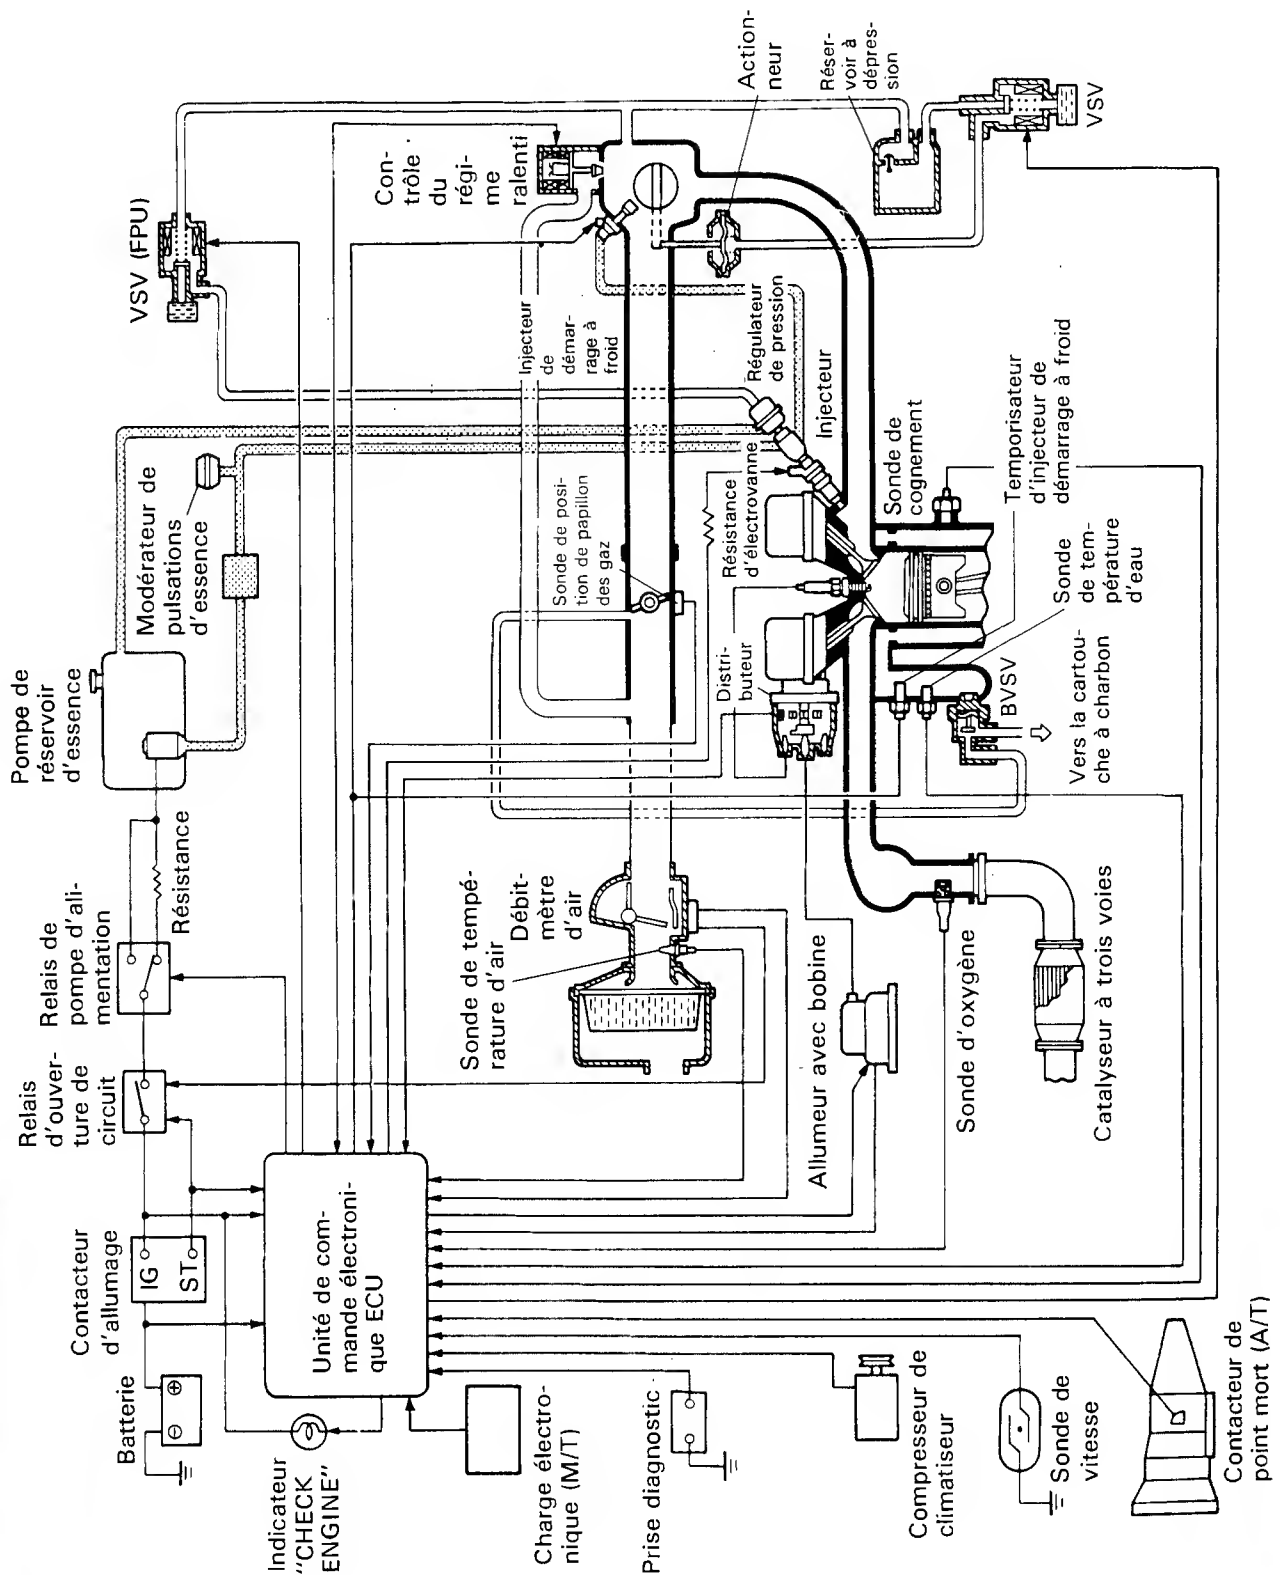 Pompe de
réservoir
d'essence
Modérateur de
pulsations
d'essence
VSV (FPU)
Relais de
pompe d'ali-
mentation
Résistance
Relais
d'ouver-
ture de
circuit
Contacteur
d'allumage
IG
ST
Batterie
Indicateur
"CHECK
ENGINE"
Unité de com-
mande électroni-
que ECU
Charge électro-
nique (M/T)
Prise diagnostic
Compresseur de
climatiseur
Sonde de
vitesse
Contacteur de
point mort (A/T)
Sonde de tempé-
rature d'air
Débit-
mètre
d'air
Allumeur avec bobine
Sonde d'oxygène
Catalyseur à trois voies
Injecteur
de
démar-
rage à
froid
Con-
trôle
du
régi-
me
ralenti
Action-
neur
Réser-
voir à
dépres-
sion
VSV
Sonde de posi-
tion de papillon
des gaz
Régulateur
de pression
Injecteur
Résistance
d'électrovanne
Distri-
buteur
Sonde de
cognement
Temporisateur
d'injecteur de
démarrage à froid
Sonde
de tem-
pérature
d'eau
BVSV
Vers la cartou-
che à charbon